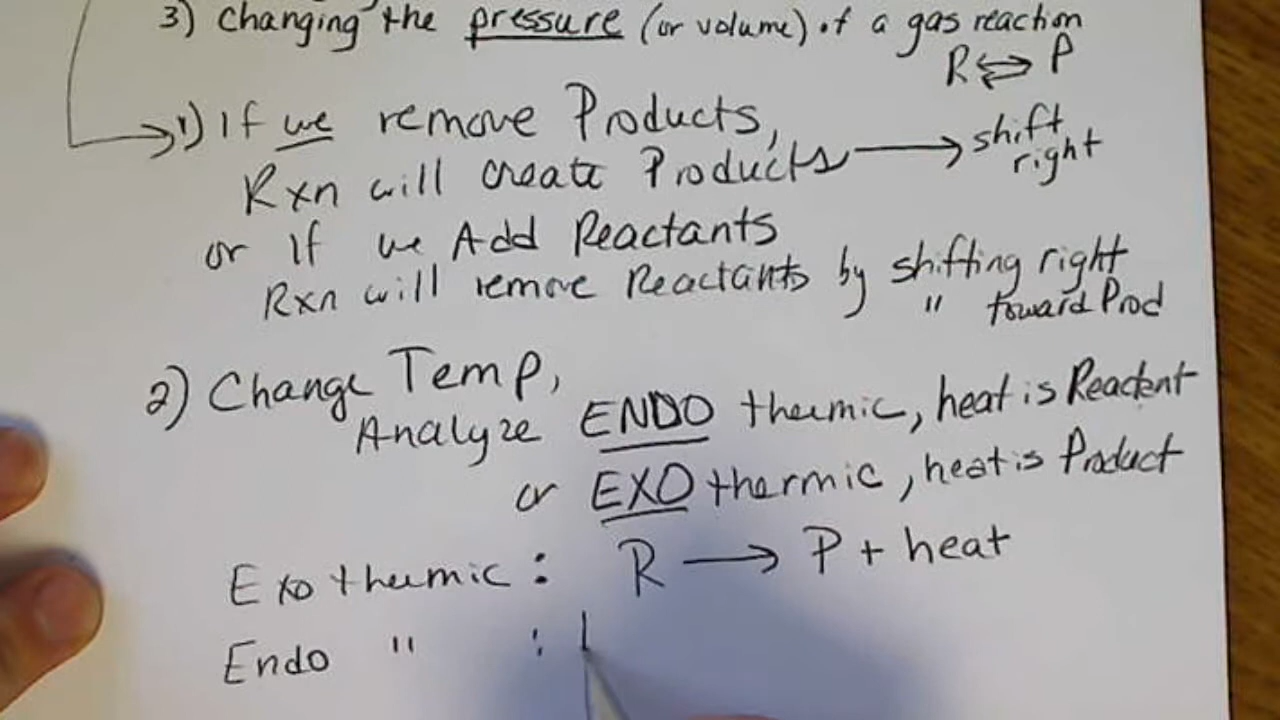 3) Changing the pressure (or volume) of a gas reaction
R ⇌ P
1) If we remove Products,
Rxn will create Products → shift right
or If we Add Reactants
Rxn will remove Reactants by shifting right
" toward Prod
2) Change Temp,
Analyze ENDO thermic, heat is Reactent
or EXO thermic, heat is Product
Exothermic : R → P + heat
Endo " :